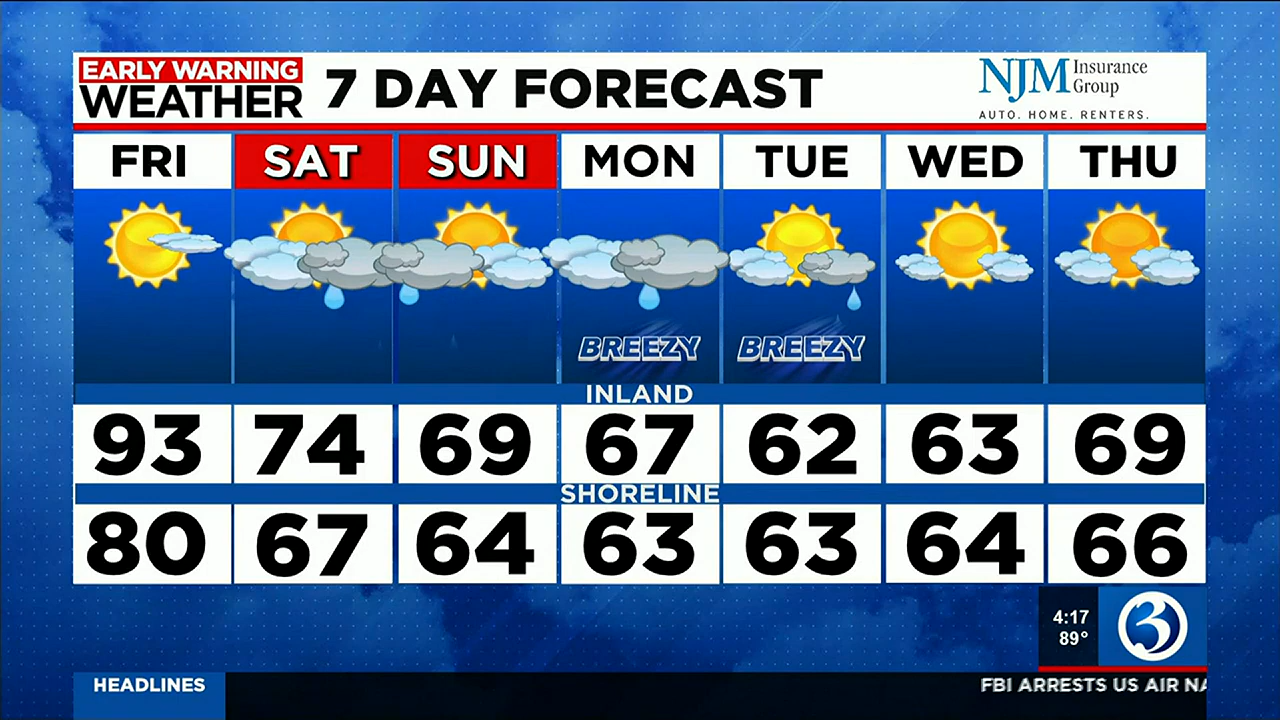 EARLY WARNING
WEATHER
7 DAY FORECAST
NJM Insurance
Group
AUTO. HOME. RENTERS.
FRI SAT SUN MON TUE WED THU
BREEZY BREEZY
INLAND
93 74 69 67 62 63 69
SHORELINE
80 67 64 63 63 64 66
4:17
89°
3
HEADLINES FBI ARRESTS US AIR